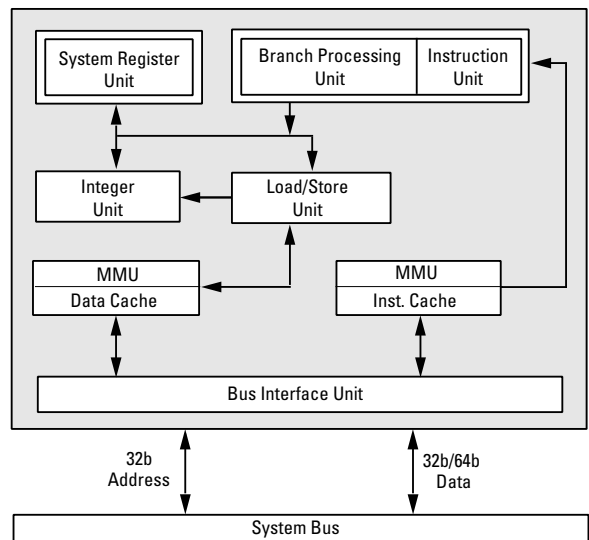 System Register
Unit
Branch Processing
Unit
Instruction
Unit
Integer
Unit
Load/Store
Unit
MMU
Data Cache
MMU
Inst. Cache
Bus Interface Unit
32b
Address
32b/64b
Data
System Bus